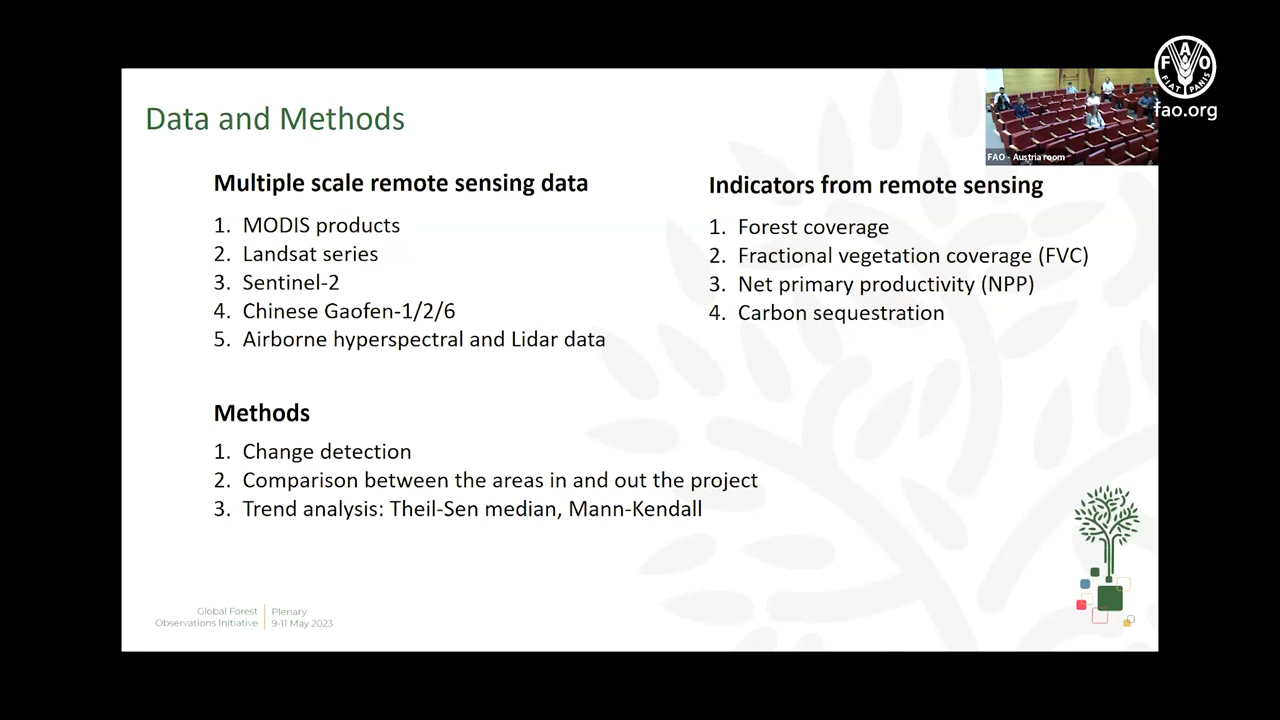 Data and Methods
FAO
FIAT PANIS
fao.org
FAO - Austria room
Multiple scale remote sensing data
1. MODIS products
2. Landsat series
3. Sentinel-2
4. Chinese Gaofen-1/2/6
5. Airborne hyperspectral and Lidar data
Indicators from remote sensing
1. Forest coverage
2. Fractional vegetation coverage (FVC)
3. Net primary productivity (NPP)
4. Carbon sequestration
Methods
1. Change detection
2. Comparison between the areas in and out the project
3. Trend analysis: Theil-Sen median, Mann-Kendall
Global Forest
Observations Initiative
Plenary
9-11 May 2023